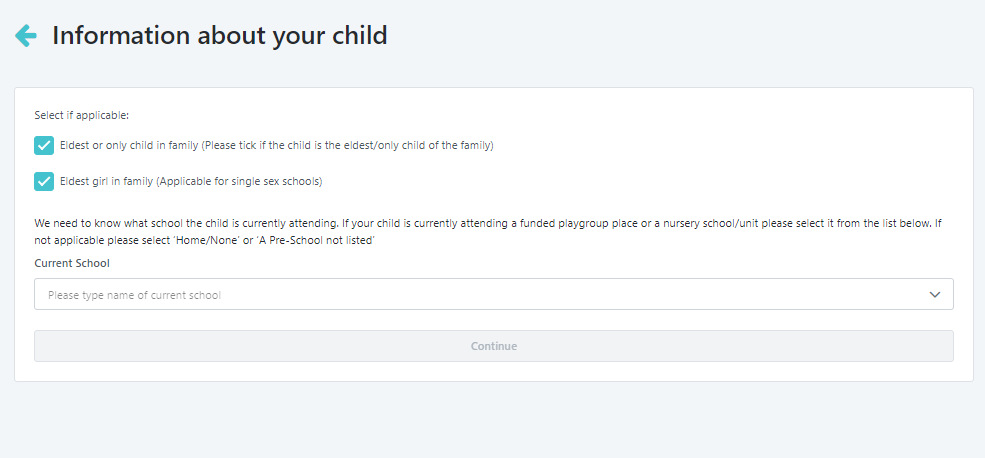 Information about your child
Select if applicable:
Eldest or only child in family (Please tick if the child is the eldest/only child of the family)
Eldest girl in family (Applicable for single sex schools)
We need to know what school the child is currently attending. If your child is currently attending a funded playgroup place or a nursery school/unit please select it from the list below. If
not applicable please select 'Home/None' or 'A Pre-School not listed'
Current School
Please type name of current school
Continue